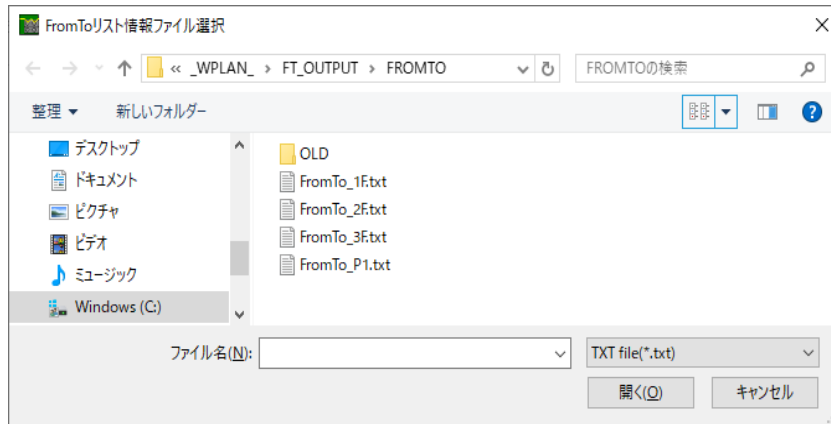 FromToリスト情報ファイル選択
« _WPLAN_ › FT_OUTPUT › FROMTO
FROMTOの検索
整理
新しいフォルダー
デスクトップ
ドキュメント
ピクチャ
ビデオ
ミュージック
Windows (C:)
OLD
FromTo_1F.txt
FromTo_2F.txt
FromTo_3F.txt
FromTo_P1.txt
ファイル名(N):
TXT file(*.txt)
開く(O)
キャンセル